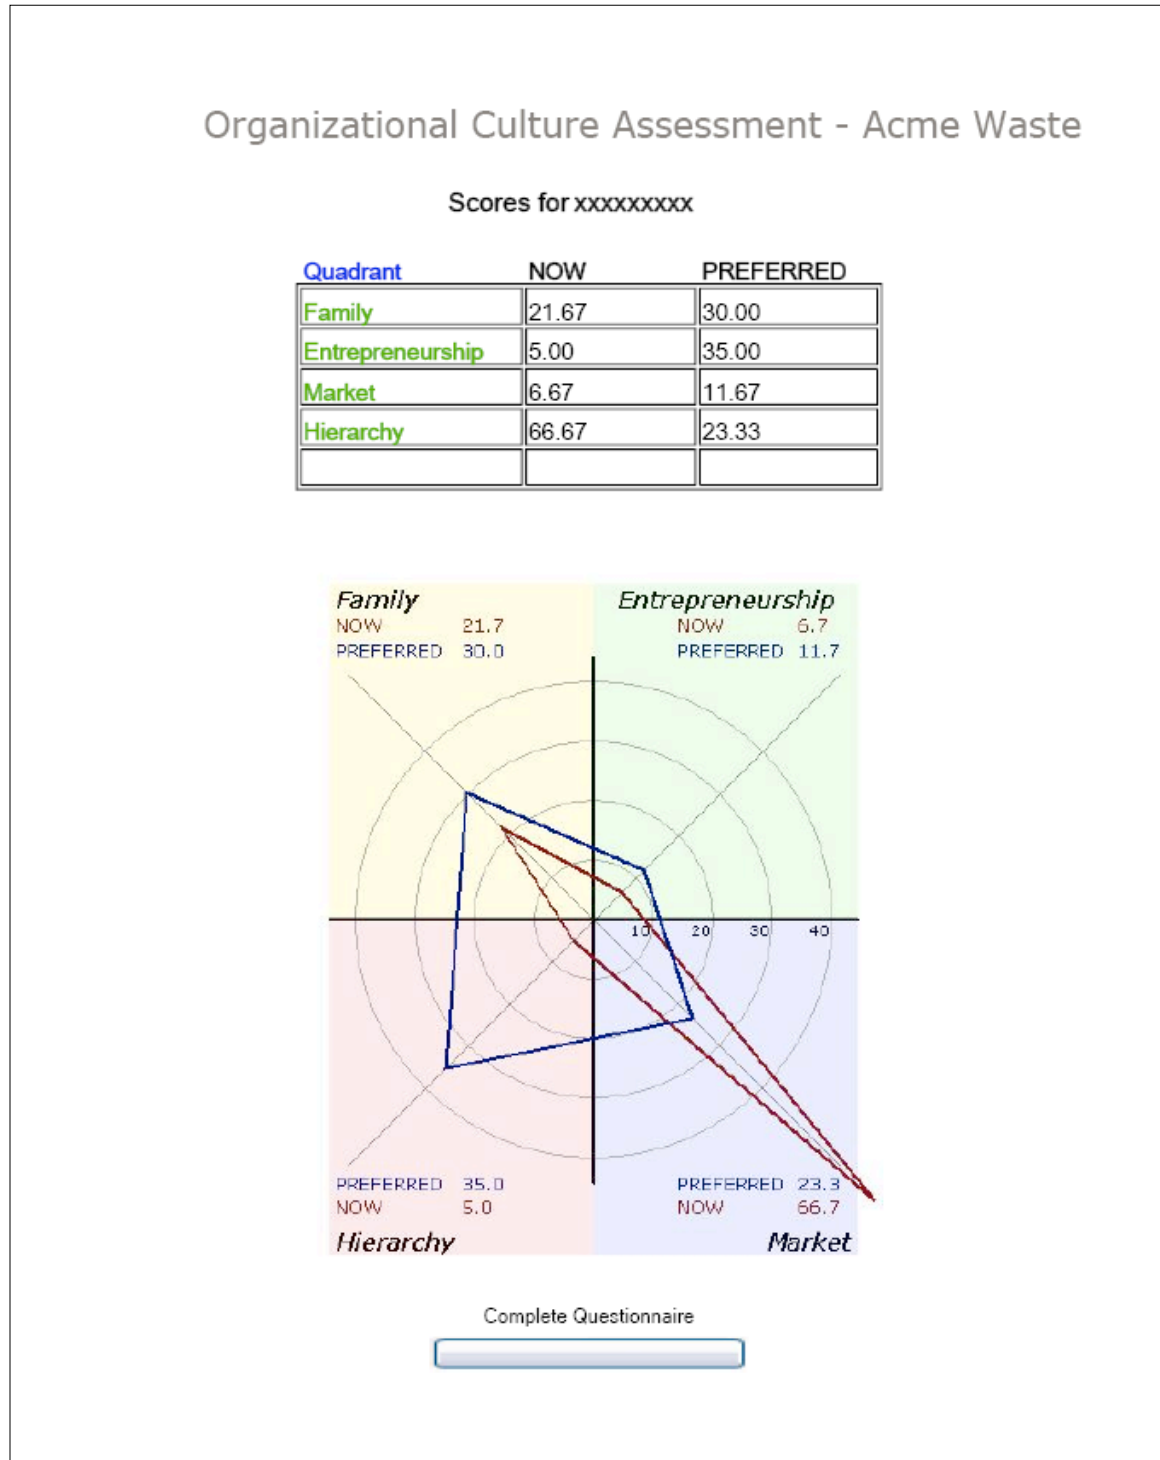 Organizational Culture Assessment - Acme Waste
Scores for xxxxxxxxx
Quadrant NOW PREFERRED
Family 21.67 30.00
Entrepreneurship 5.00 35.00
Market 6.67 11.67
Hierarchy 66.67 23.33
Family Entrepreneurship
NOW 21.7 NOW 6.7
PREFERRED 30.0 PREFERRED 11.7
10 20 30 40
PREFERRED 35.0 PREFERRED 23.3
NOW 5.0 NOW 66.7
Hierarchy Market
Complete Questionnaire